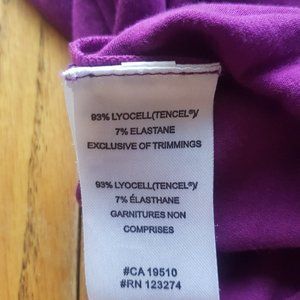 93% LYOCELL(TENCEL®)/
7% ELASTANE
EXCLUSIVE OF TRIMMINGS
93% LYOCELL(TENCEL®)/
7% ÉLASTHANE
GARNITURES NON
COMPRISES
#CA 19510
#RN 123274